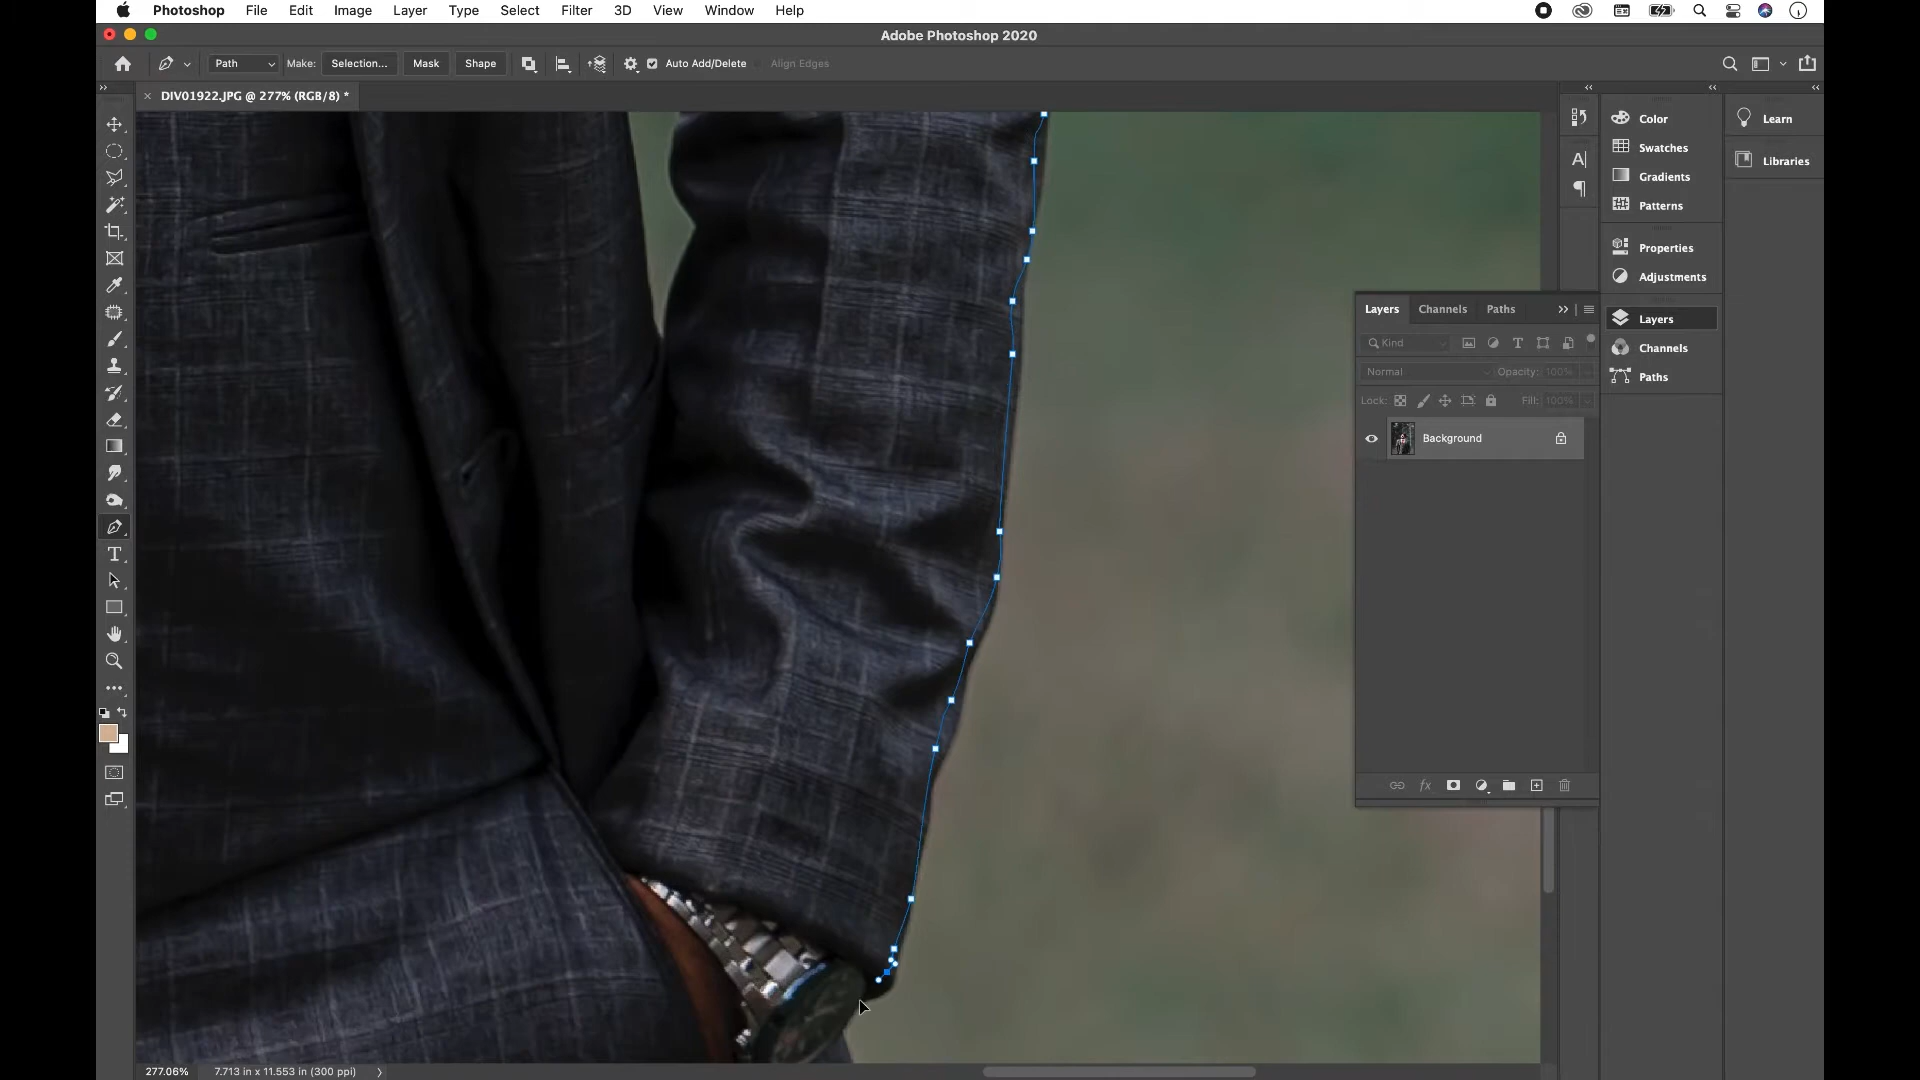 Photoshop File Edit Image Layer Type Select Filter 3D View Window Help
Adobe Photoshop 2020
Path Make: Selection... Mask Shape Auto Add/Delete Align Edges
× DIV01922.JPG @ 277% (RGB/8) *
Color
Swatches
Gradients
Patterns
Properties
Adjustments
Layers
Channels
Paths
Learn
Libraries
Layers Channels Paths
Kind
Normal Opacity: 100%
Lock: Fill: 100%
Background
277.06% 7.713 in x 11.553 in (300 ppi)